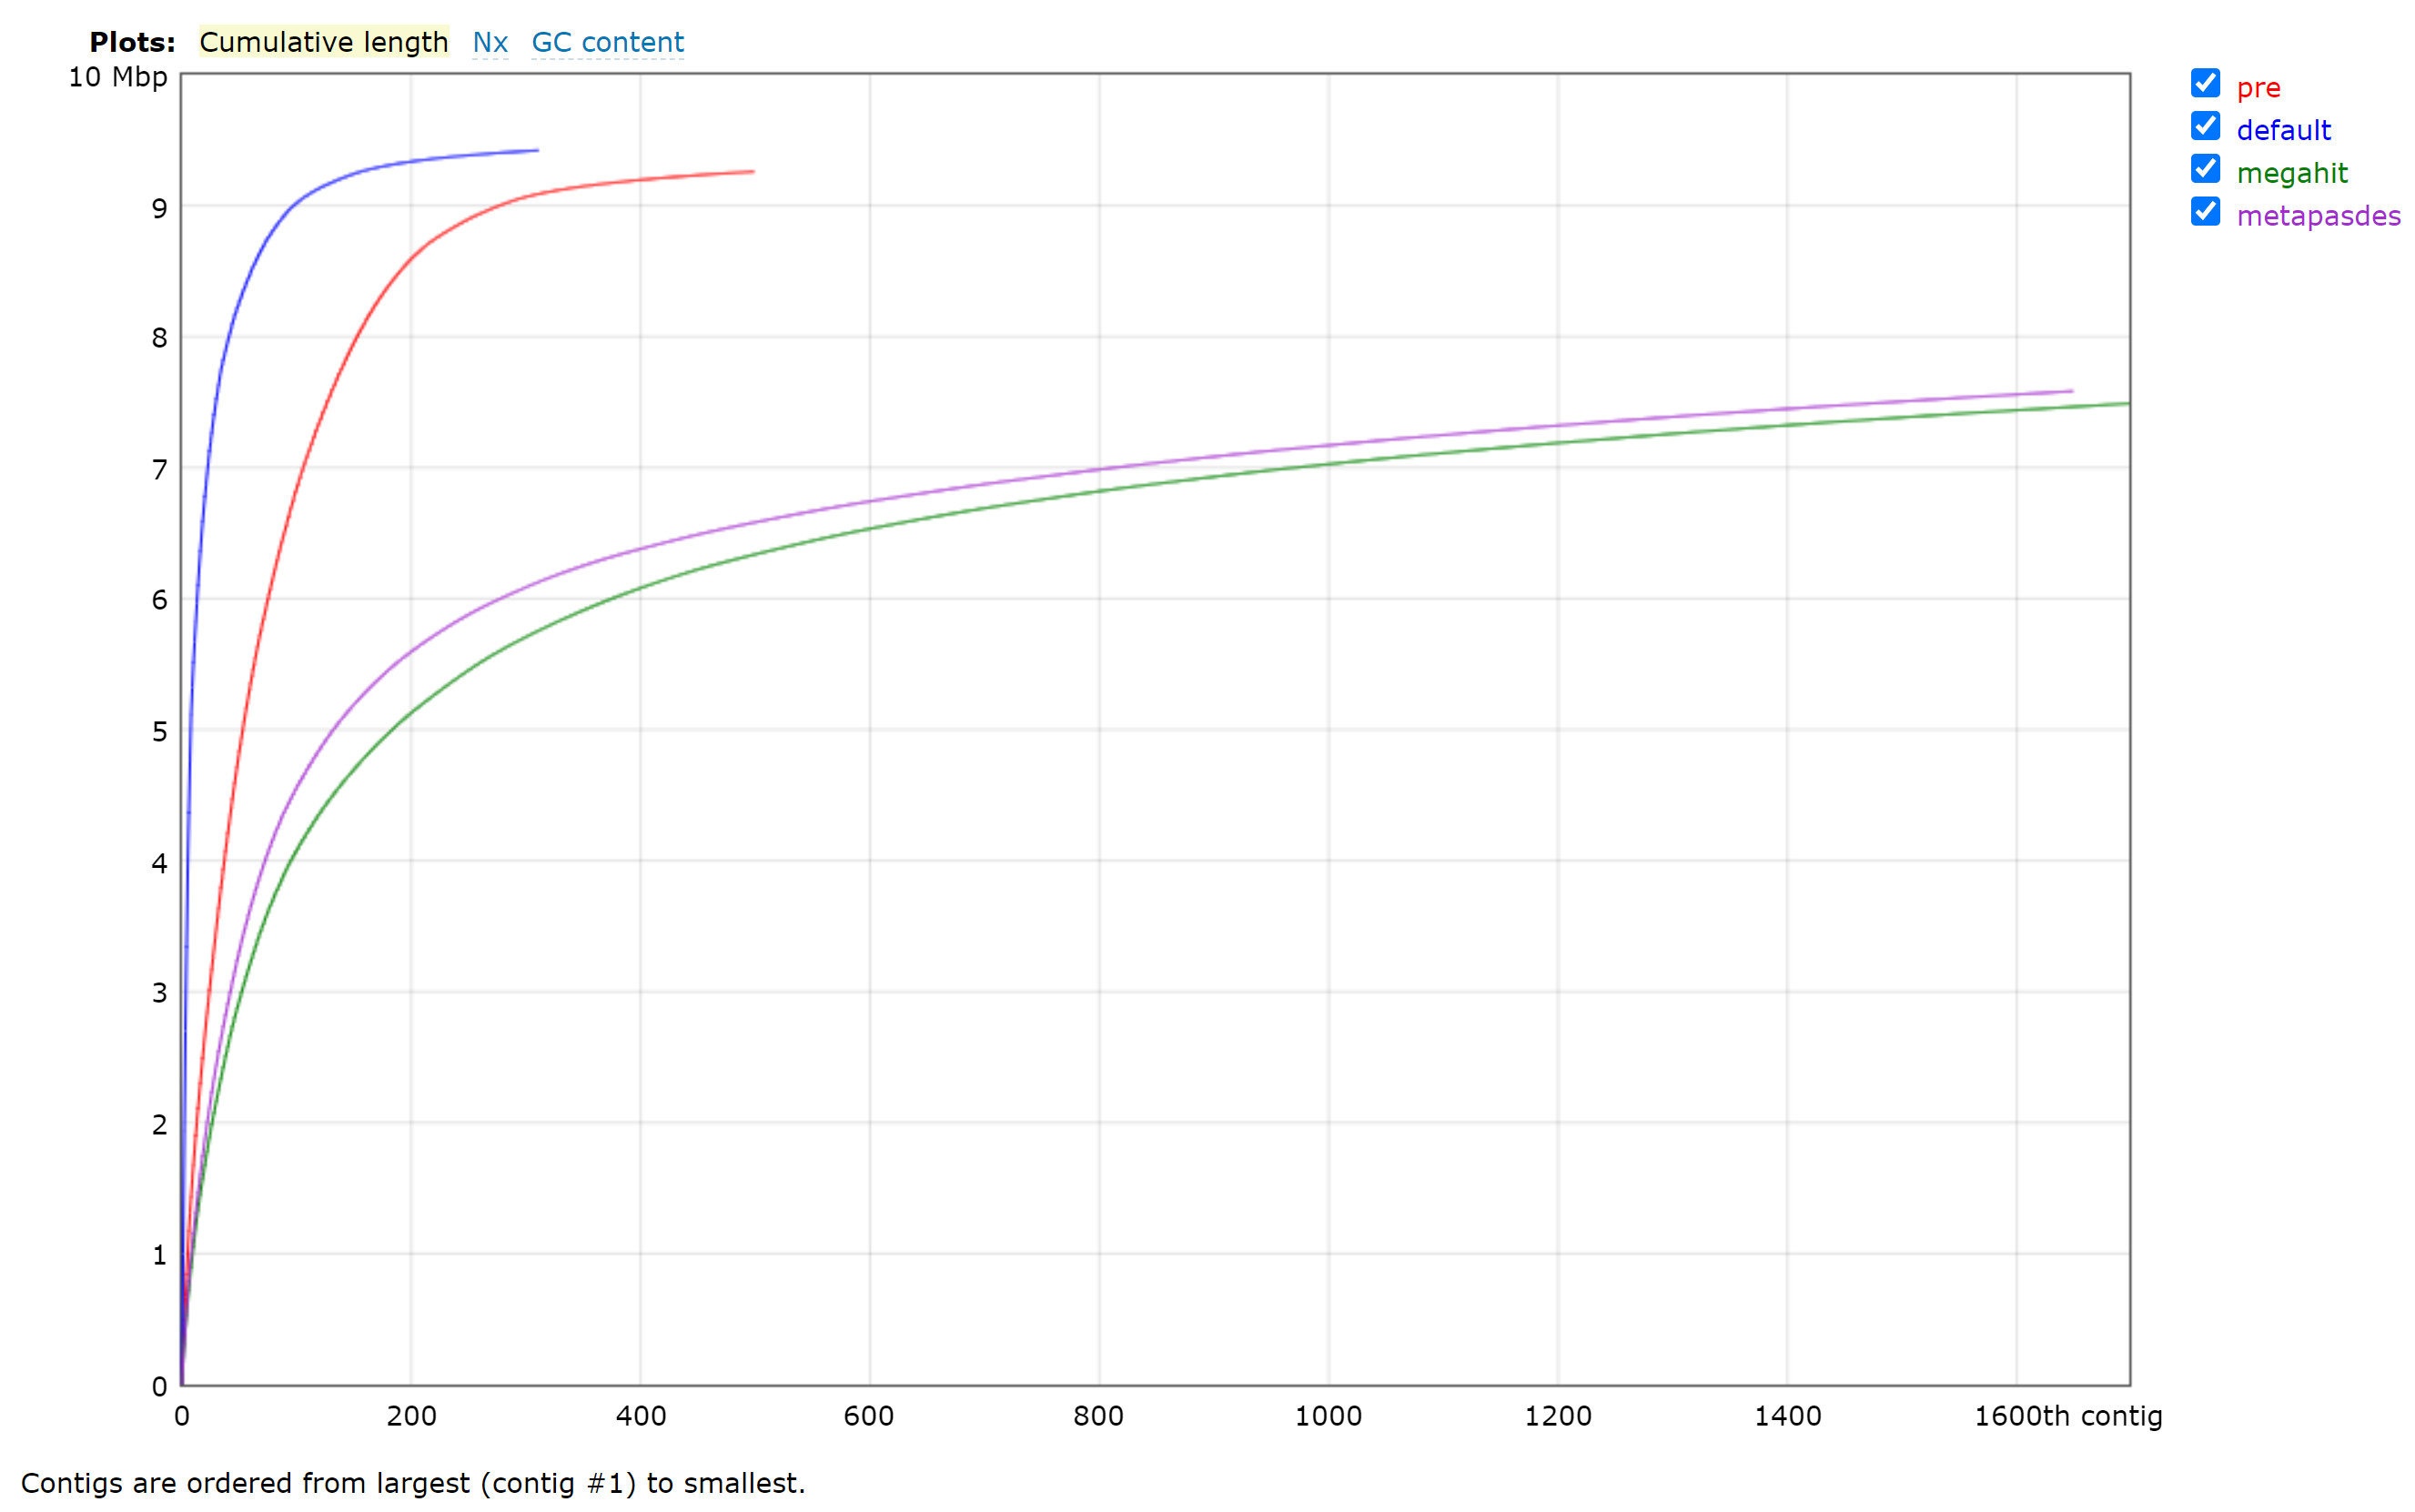 Plots: Cumulative length Nx GC content
10 Mbp
9
8
7
6
5
4
3
2
1
0
0 200 400 600 800 1000 1200 1400 1600th contig
pre
default
megahit
metapasdes
Contigs are ordered from largest (contig #1) to smallest.